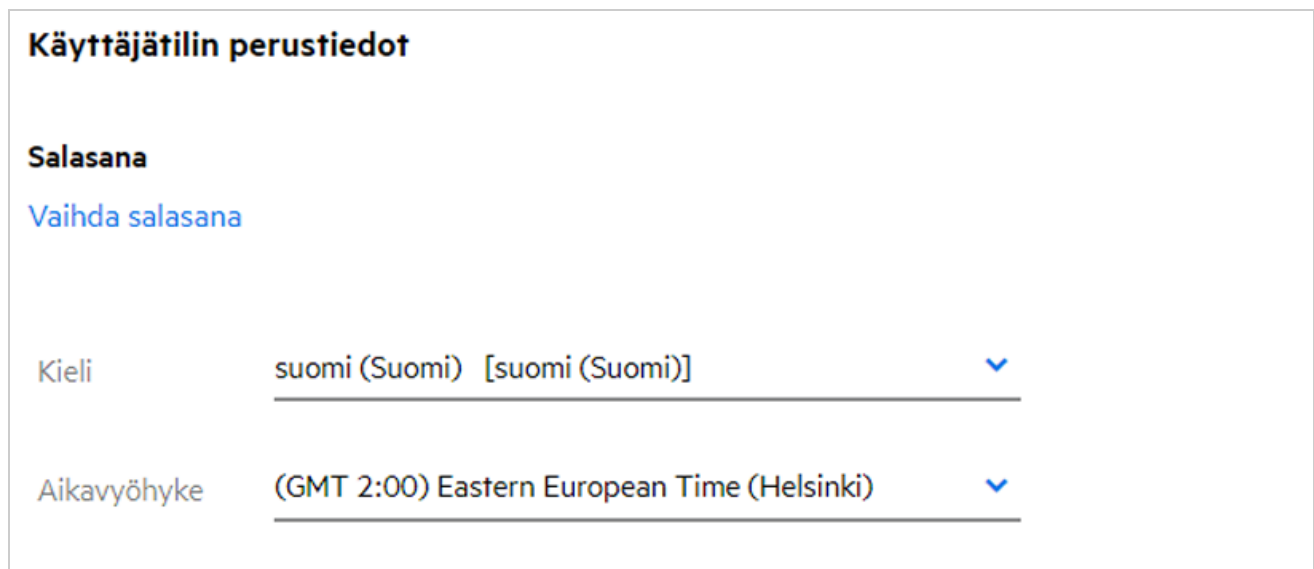 Käyttäjätilin perustiedot
Salasana
Vaihda salasana
Kieli suomi (Suomi) [suomi (Suomi)]
Aikavyöhyke (GMT 2:00) Eastern European Time (Helsinki)